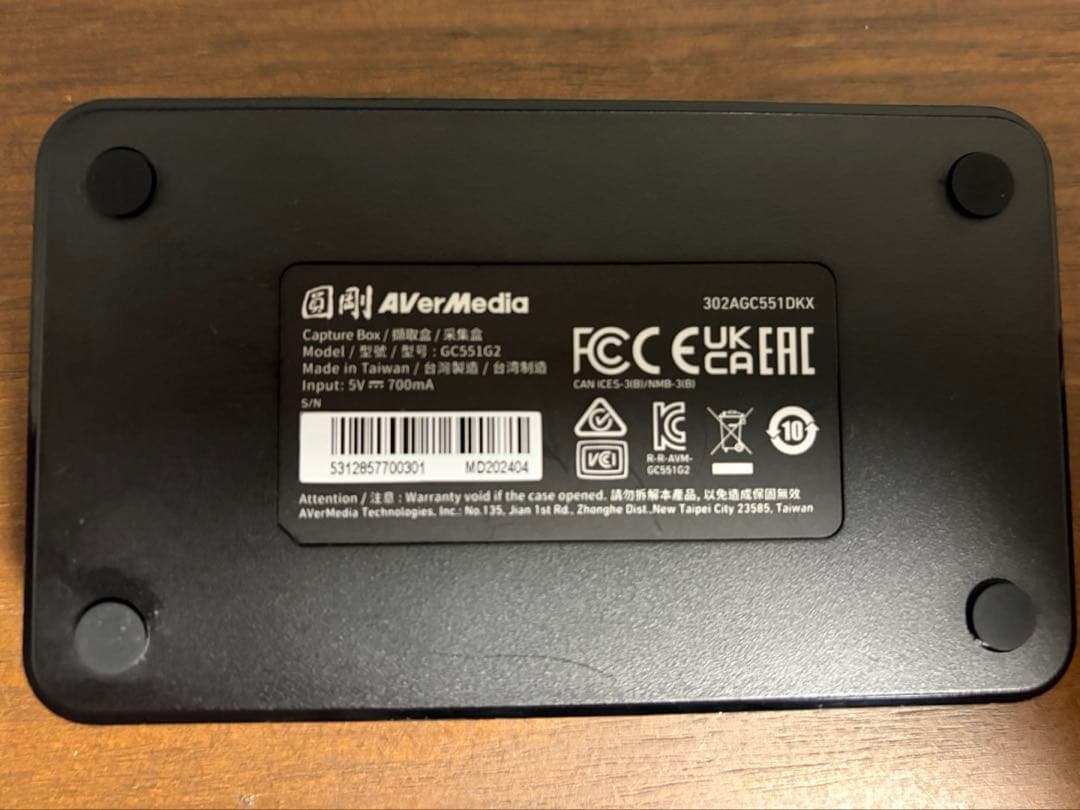 圓剛 AVerMedia
302AGC551DKX
Capture Box / 擷取盒 / 采集盒
Model / 型號 / 型号 : GC551G2
Made in Taiwan / 台灣製造 / 台湾制造
Input: 5V ⎓ 700mA
S/N
5312857700301 MD202404
FCC CE UKCA EAC
CAN ICES-3(B)/NMB-3(B)
VCI
KC
R-R-AVM-
GC551G2
10
Attention / 注意 : Warranty void if the case opened. 請勿拆解本產品, 以免造成保固無效
AVerMedia Technologies, Inc.: No.135, Jian 1st Rd., Zhonghe Dist.,New Taipei City 23585, Taiwan